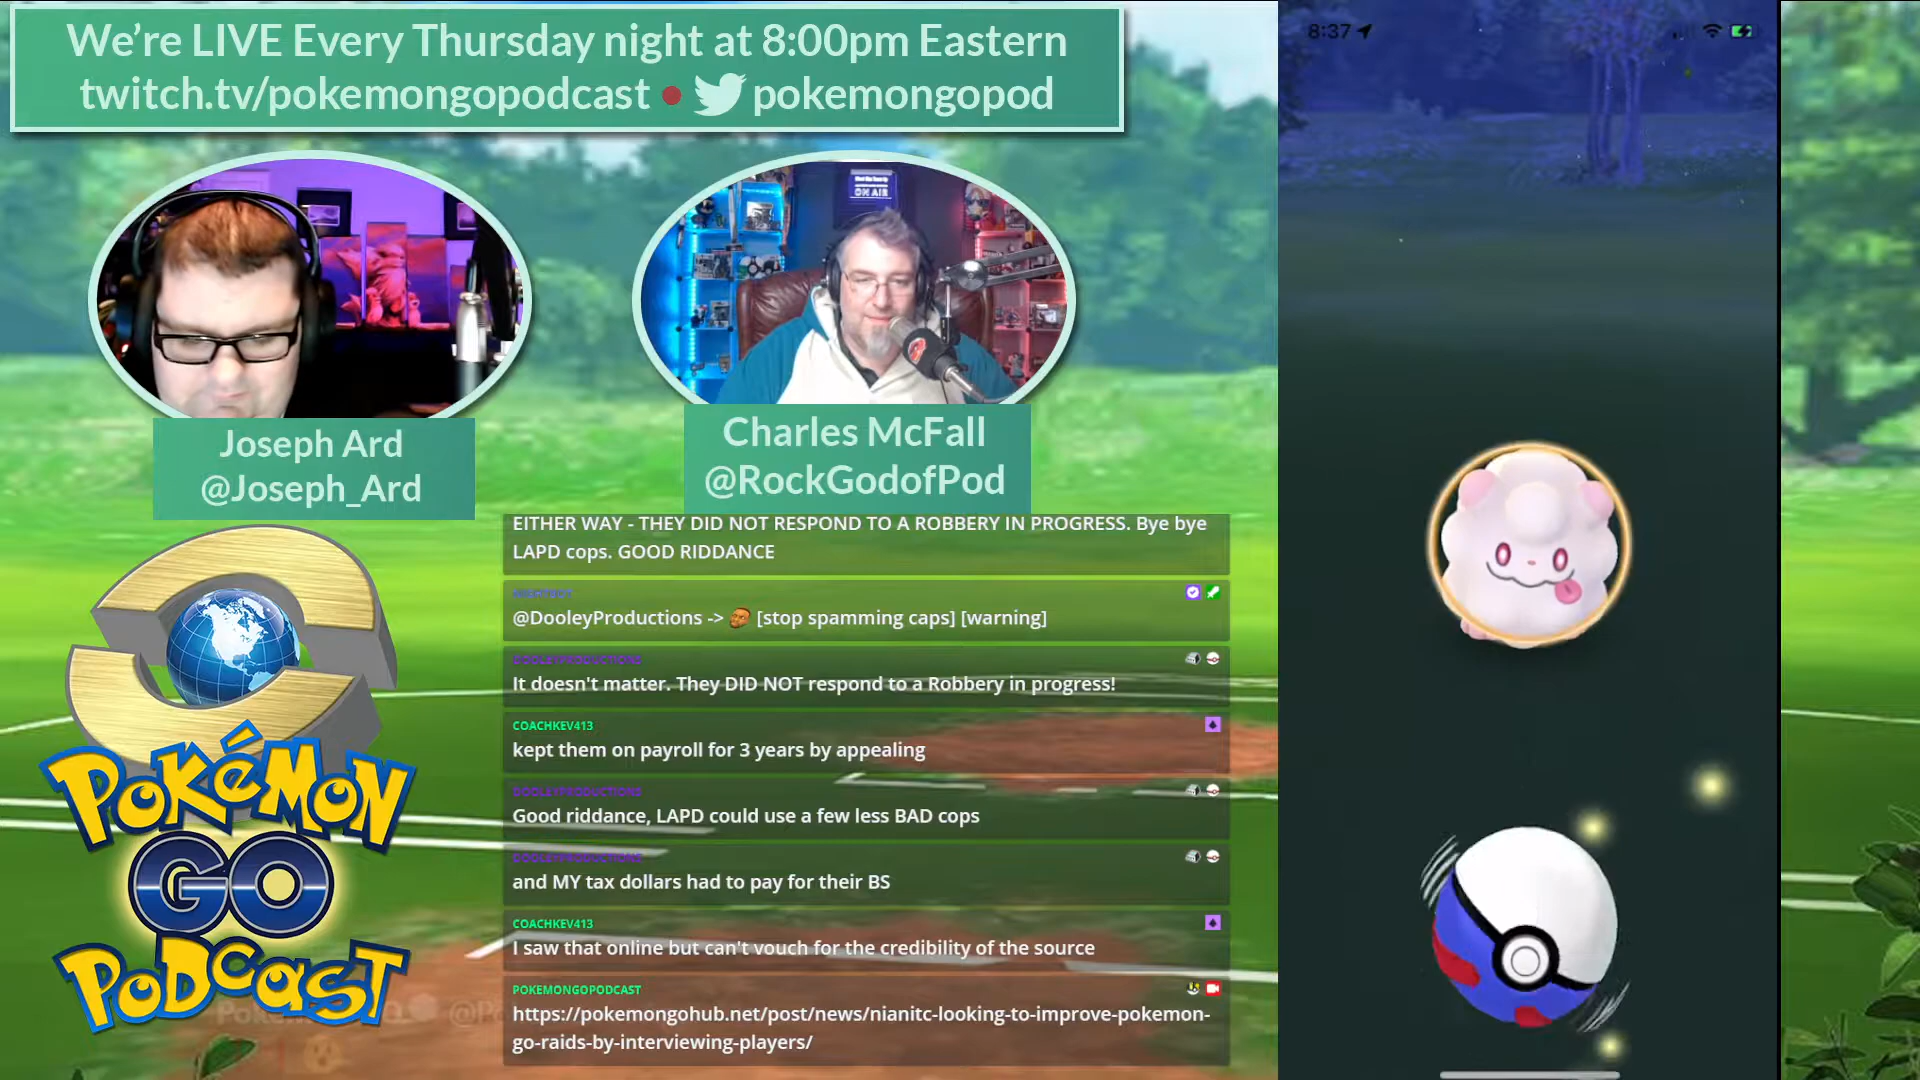 We're LIVE Every Thursday night at 8:00pm Eastern
twitch.tv/pokemongopodcast • pokemongopod
8:37
ON AIR
Joseph Ard
@Joseph_Ard
Charles McFall
@RockGodofPod
EITHER WAY - THEY DID NOT RESPOND TO A ROBBERY IN PROGRESS. Bye bye
LAPD cops. GOOD RIDDANCE
@DooleyProductions -> [stop spamming caps] [warning]
DOOLEYPRODUCTIONS
It doesn't matter. They DID NOT respond to a Robbery in progress!
COACHKEV413
kept them on payroll for 3 years by appealing
DOOLEYPRODUCTIONS
Good riddance, LAPD could use a few less BAD cops
DOOLEYPRODUCTIONS
and MY tax dollars had to pay for their BS
COACHKEV413
I saw that online but can't vouch for the credibility of the source
POKEMONGOPODCAST
https://pokemongohub.net/post/news/nianitc-looking-to-improve-pokemon-
go-raids-by-interviewing-players/
POKéMON
GO
PODCAST